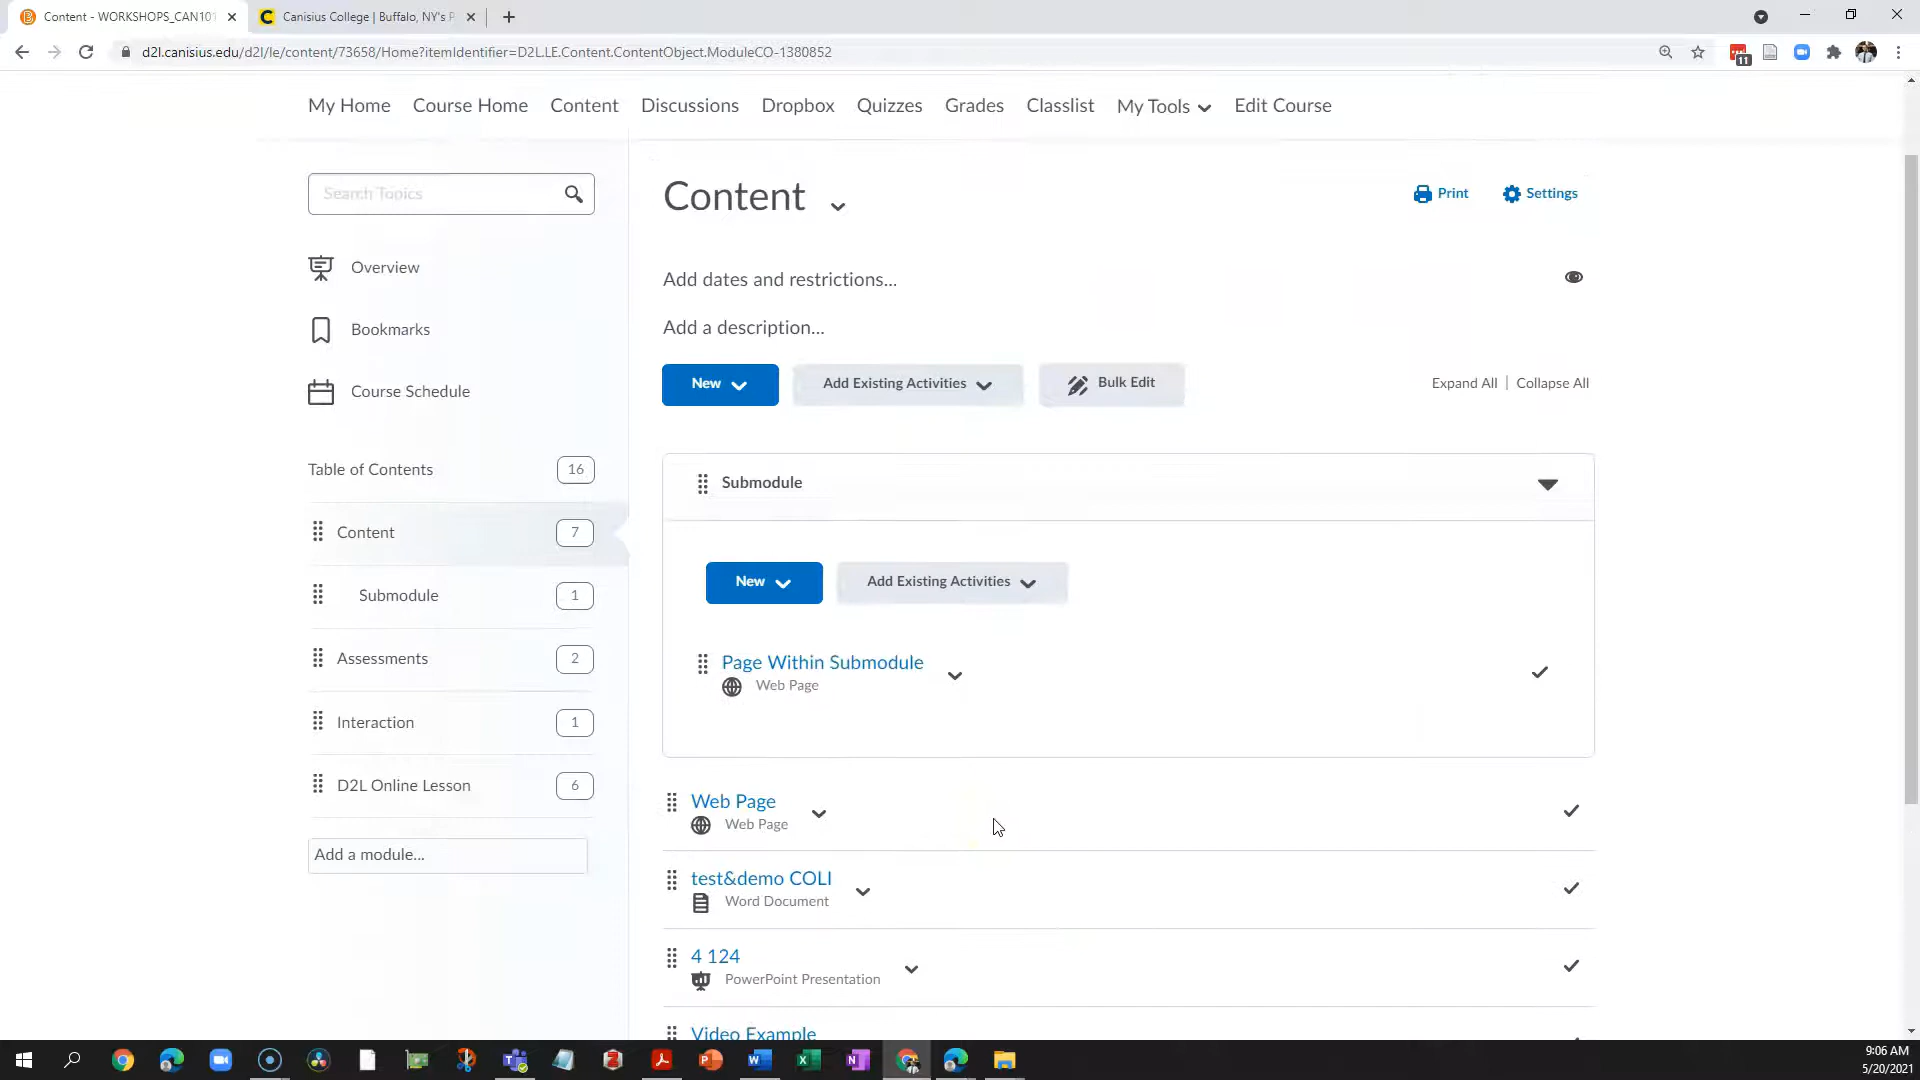 Content - WORKSHOPS_CAN101
Canisius College | Buffalo, NY's P
d2l.canisius.edu/d2l/le/content/73658/Home?itemIdentifier=D2L.LE.Content.ContentObject.ModuleCO-1380852
11
My Home Course Home Content Discussions Dropbox Quizzes Grades Classlist My Tools Edit Course
Search Topics
Content
Print
Settings
Overview
Add dates and restrictions...
Bookmarks
Add a description...
Course Schedule
New
Add Existing Activities
Bulk Edit
Expand All | Collapse All
Table of Contents 16
Submodule
Content 7
New
Add Existing Activities
Submodule 1
Assessments 2
Page Within Submodule
Web Page
Interaction 1
D2L Online Lesson 6
Add a module...
Web Page
Web Page
test&demo COLI
Word Document
4 124
PowerPoint Presentation
Video Example
9:06 AM
5/20/2021